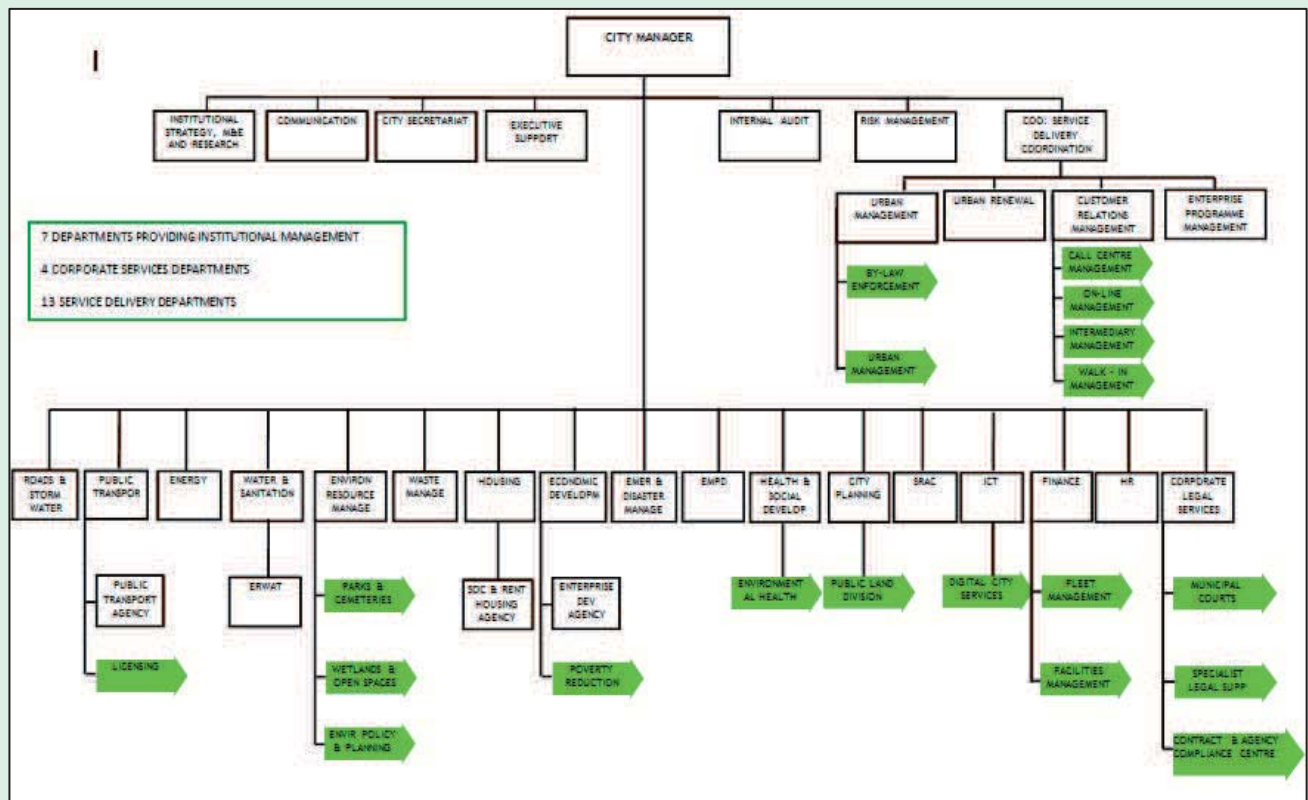 CITY MANAGER
INSTITUTIONAL
STRATEGY, M&E
AND RESEARCH
COMMUNICATION
CITY SECRETARIAT
EXECUTIVE
SUPPORT
INTERNAL AUDIT
RISK MANAGEMENT
COO: SERVICE
DELIVERY
COORDINATION
URBAN
MANAGEMENT
URBAN RENEWAL
CUSTOMER
RELATIONS
MANAGEMENT
ENTERPRISE
PROGRAMME
MANAGEMENT
7 DEPARTMENTS PROVIDING INSTITUTIONAL MANAGEMENT
4 CORPORATE SERVICES DEPARTMENTS
13 SERVICE DELIVERY DEPARTMENTS
BY-LAW
ENFORCEMENT
URBAN
MANAGEMENT
CALL CENTRE
MANAGEMENT
ON-LINE
MANAGEMENT
INTERMEDIARY
MANAGEMENT
WALK - IN
MANAGEMENT
ROADS &
STORM
WATER
PUBLIC
TRANSPOR
ENERGY
WATER &
SANITATION
ENVIRON
RESOURCE
MANAGE
WASTE
MANAGE
HOUSING
ECONOMIC
DEVELOPM
EMER &
DISASTER
MANAGE
EMPD
HEALTH &
SOCIAL
DEVELOP
CITY
PLANNING
SRAC
ICT
FINANCE
HR
CORPORATE
LEGAL
SERVICES
PUBLIC
TRANSPORT
AGENCY
LICENSING
ERWAT
PARKS &
CEMETERIES
WETLANDS &
OPEN SPACES
ENVIR POLICY
& PLANNING
SDC & RENT
HOUSING
AGENCY
ENTERPRISE
DEV
AGENCY
POVERTY
REDUCTION
ENVIRONMENT
AL HEALTH
PUBLIC LAND
DIVISION
DIGITAL CITY
SERVICES
FLEET
MANAGEMENT
FACILITIES
MANAGEMENT
MUNICIPAL
COURTS
SPECIALIST
LEGAL SUPP
CONTRACT & AGENCY
COMPLIANCE CENTRE